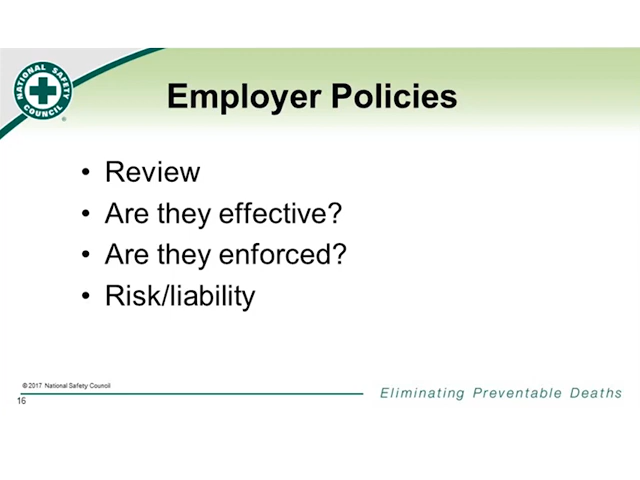 NATIONAL SAFETY COUNCIL
®
Employer Policies
• Review
• Are they effective?
• Are they enforced?
• Risk/liability
© 2017 National Safety Council
Eliminating Preventable Deaths
16